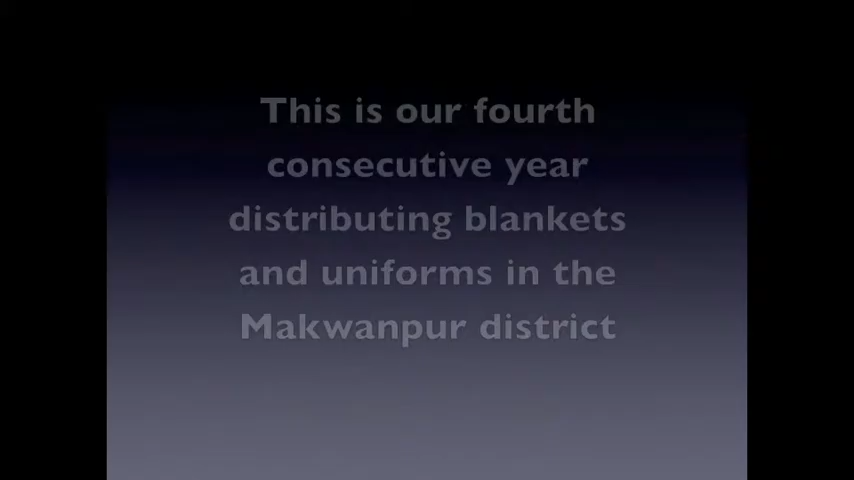 This is our fourth
consecutive year
distributing blankets
and uniforms in the
Makwanpur district